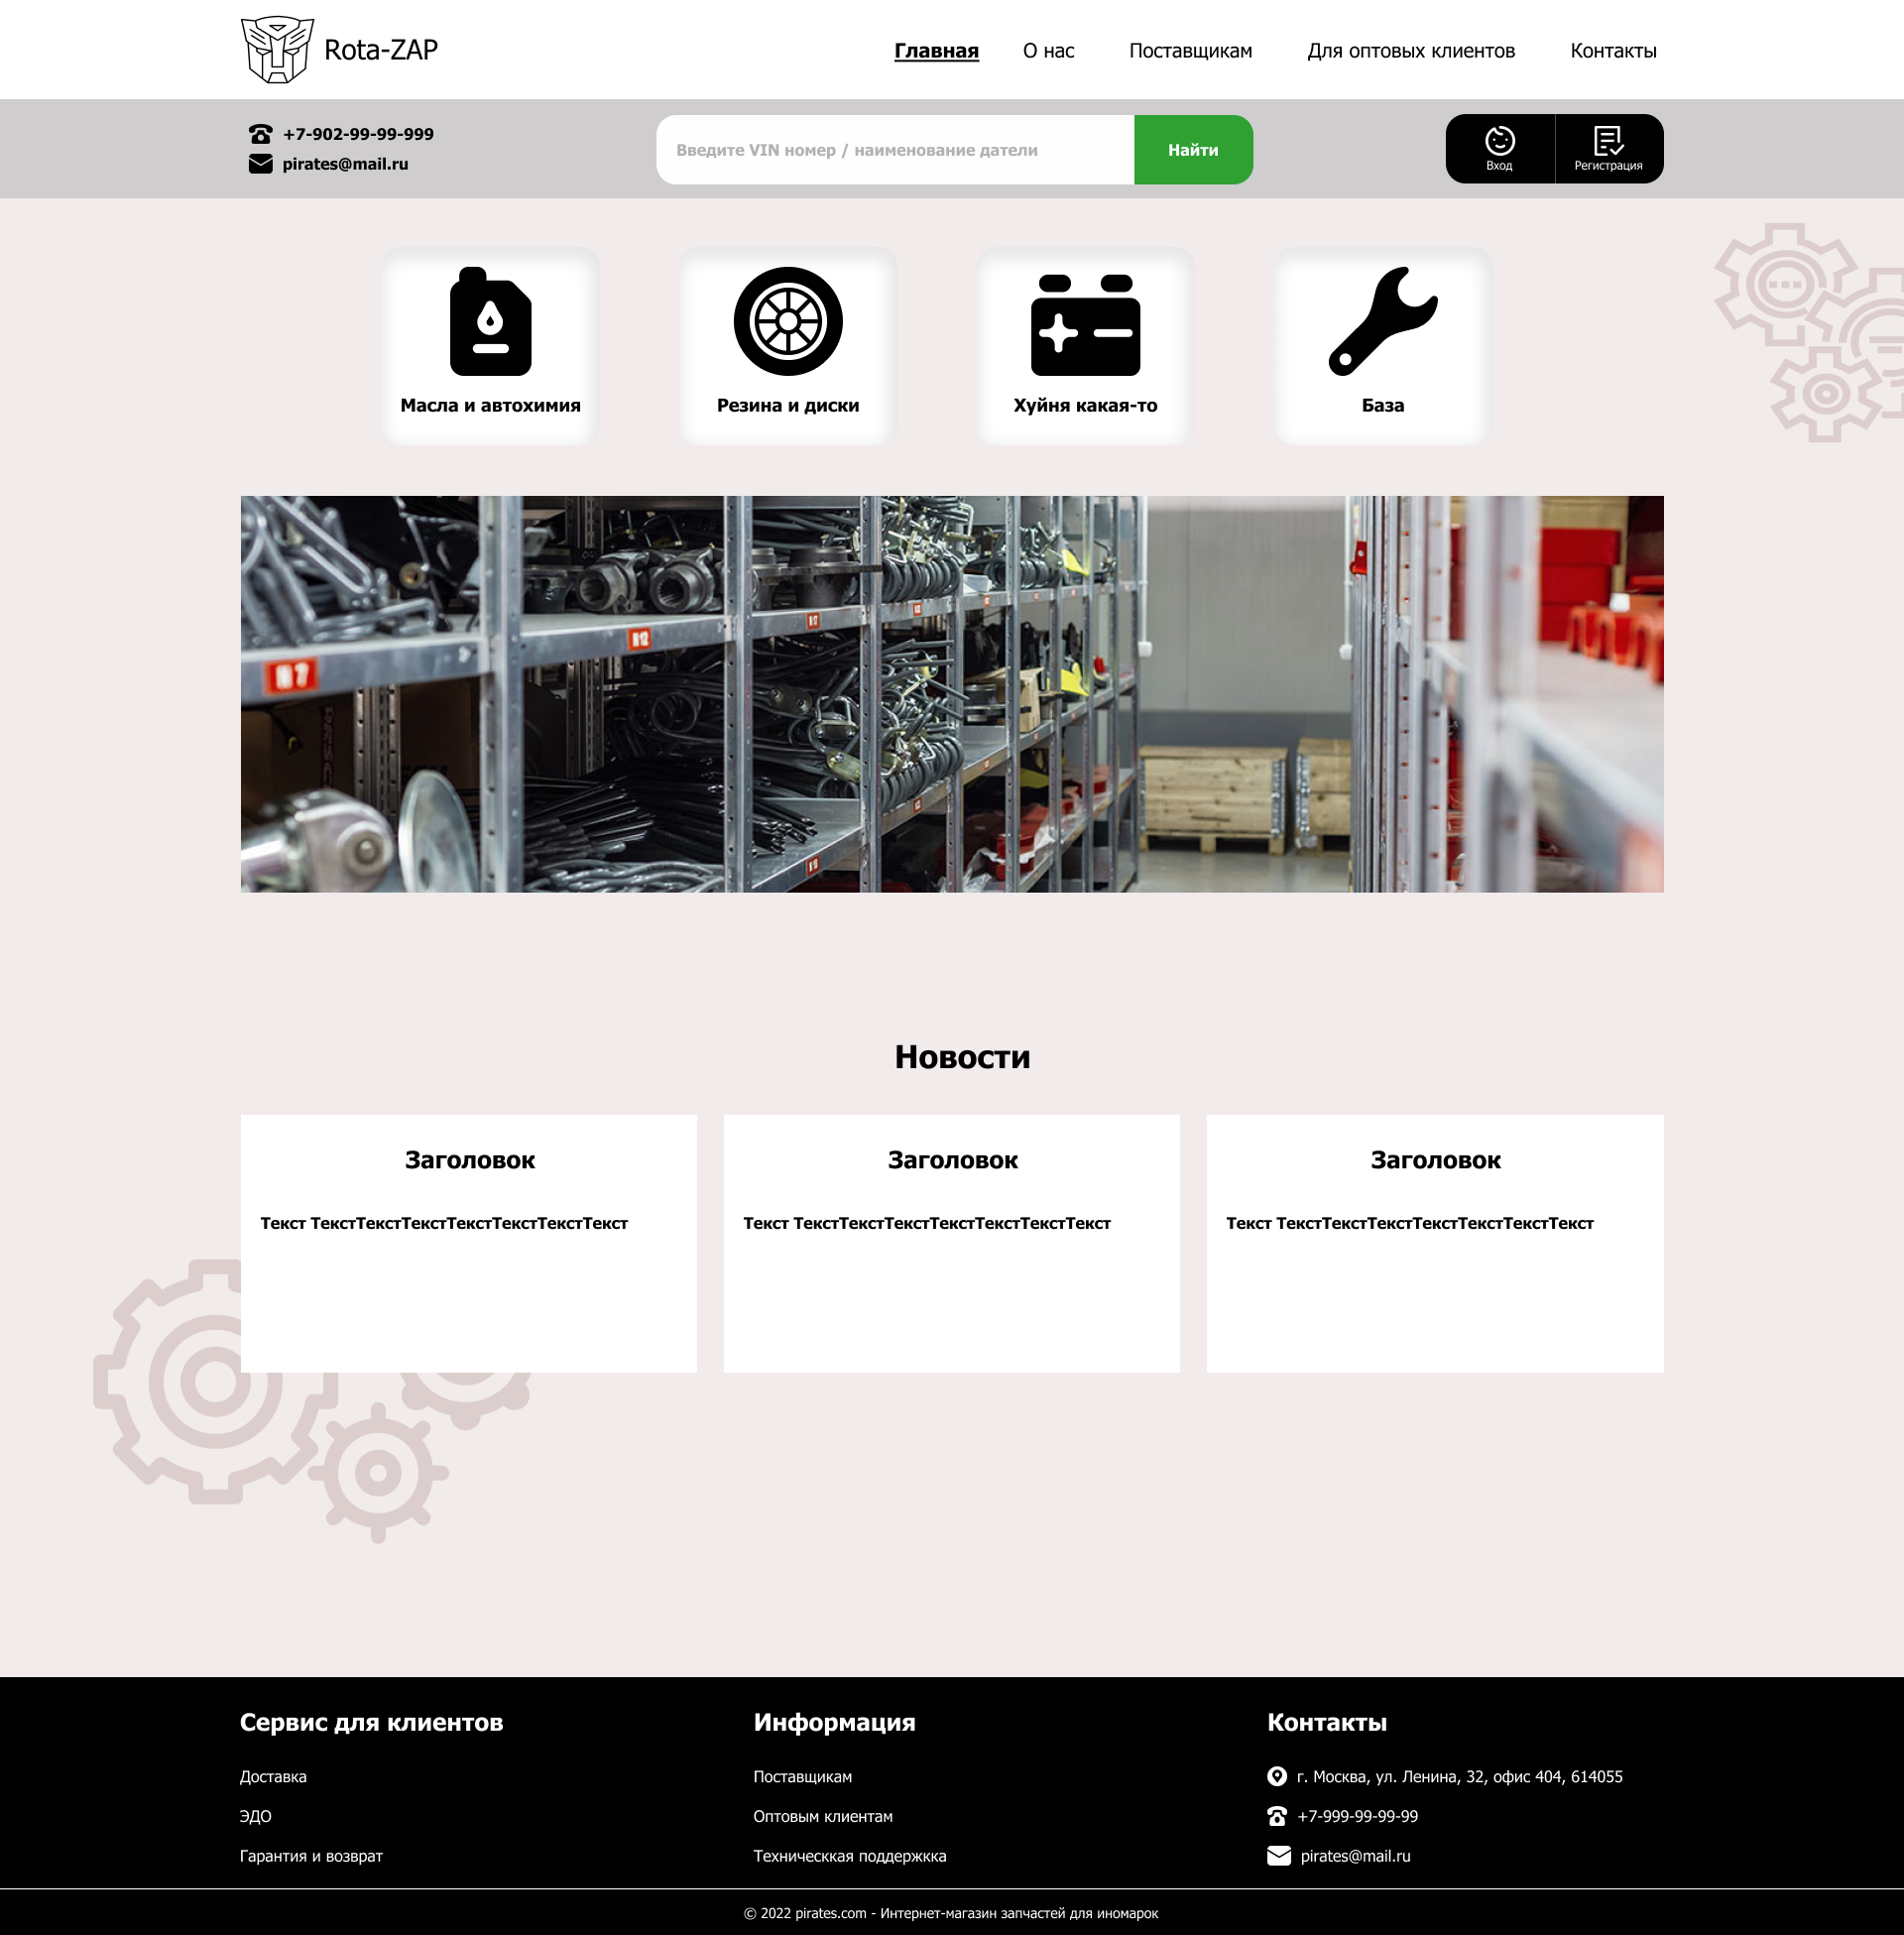 Rota-ZAP
Главная О нас Поставщикам Для оптовых клиентов Контакты
+7-902-99-99-999
pirates@mail.ru
Введите VIN номер / наименование датели
Найти
Вход
Регистрация
Масла и автохимия
Резина и диски
Хуйня какая-то
База
Новости
Заголовок
Текст ТекстТекстТекстТекстТекстТекстТекст
Заголовок
Текст ТекстТекстТекстТекстТекстТекстТекст
Заголовок
Текст ТекстТекстТекстТекстТекстТекстТекст
Сервис для клиентов
Доставка
ЭДО
Гарантия и возврат
Информация
Поставщикам
Оптовым клиентам
Техническкая поддержкка
Контакты
г. Москва, ул. Ленина, 32, офис 404, 614055
+7-999-99-99-99
pirates@mail.ru
© 2022 pirates.com - Интернет-магазин запчастей для иномарок